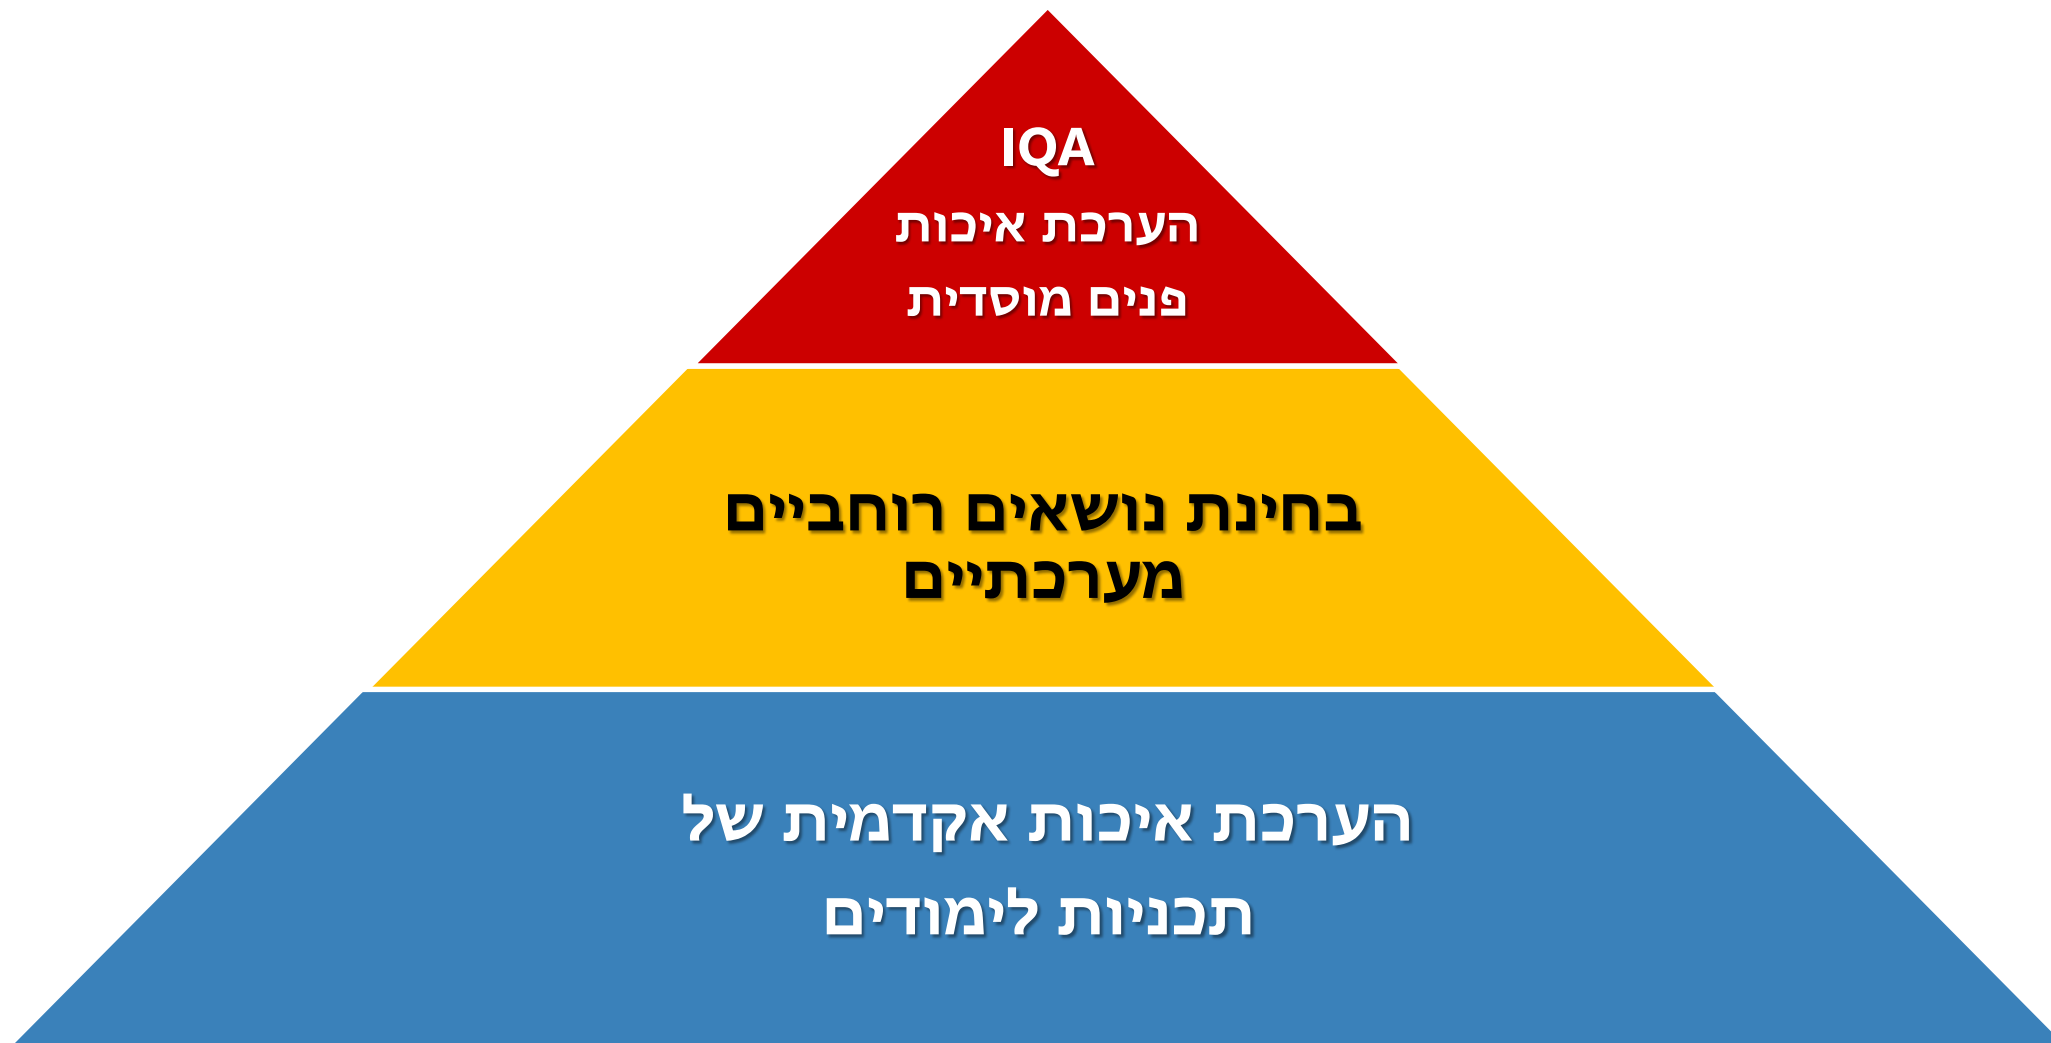 IQA
הערכת איכות
פנים מוסדית
בחינת נושאים רוחביים
מערכתיים
הערכת איכות אקדמית של
תכניות לימודים